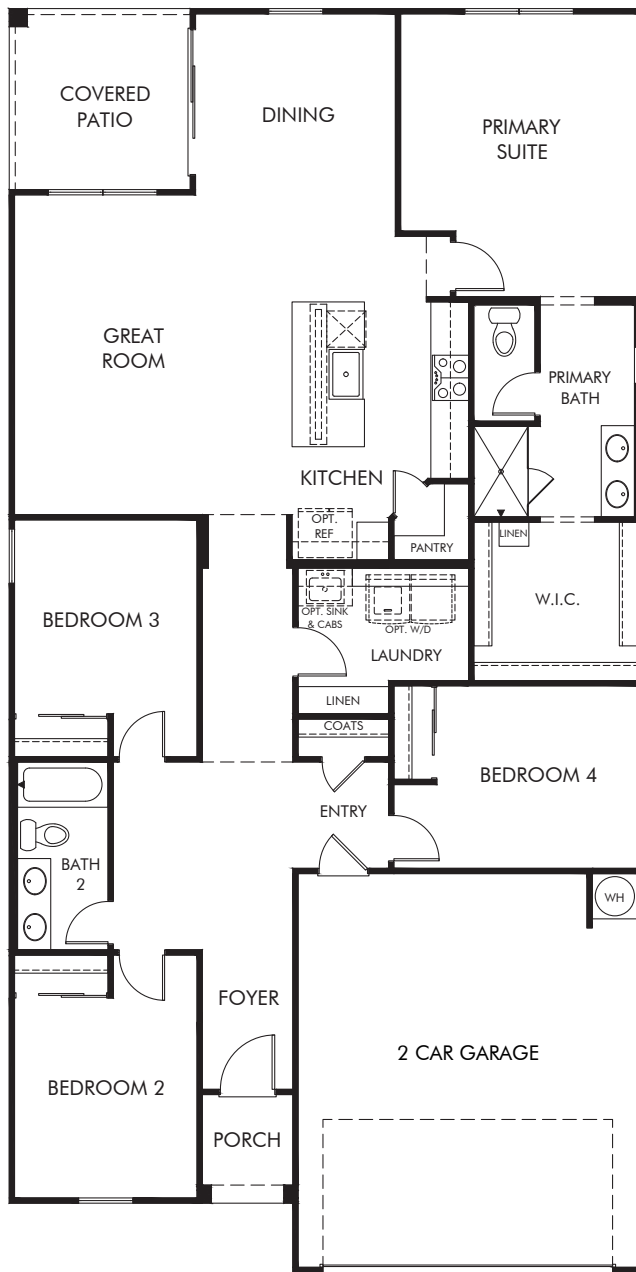 COVERED
PATIO
DINING
PRIMARY
SUITE
GREAT
ROOM
PRIMARY
BATH
KITCHEN
OPT.
REF
PANTRY
LINEN
W.I.C.
BEDROOM 3
OPT. SINK
& CABS
OPT. W/D
LAUNDRY
LINEN
COATS
BEDROOM 4
ENTRY
BATH
2
WH
FOYER
2 CAR GARAGE
BEDROOM 2
PORCH